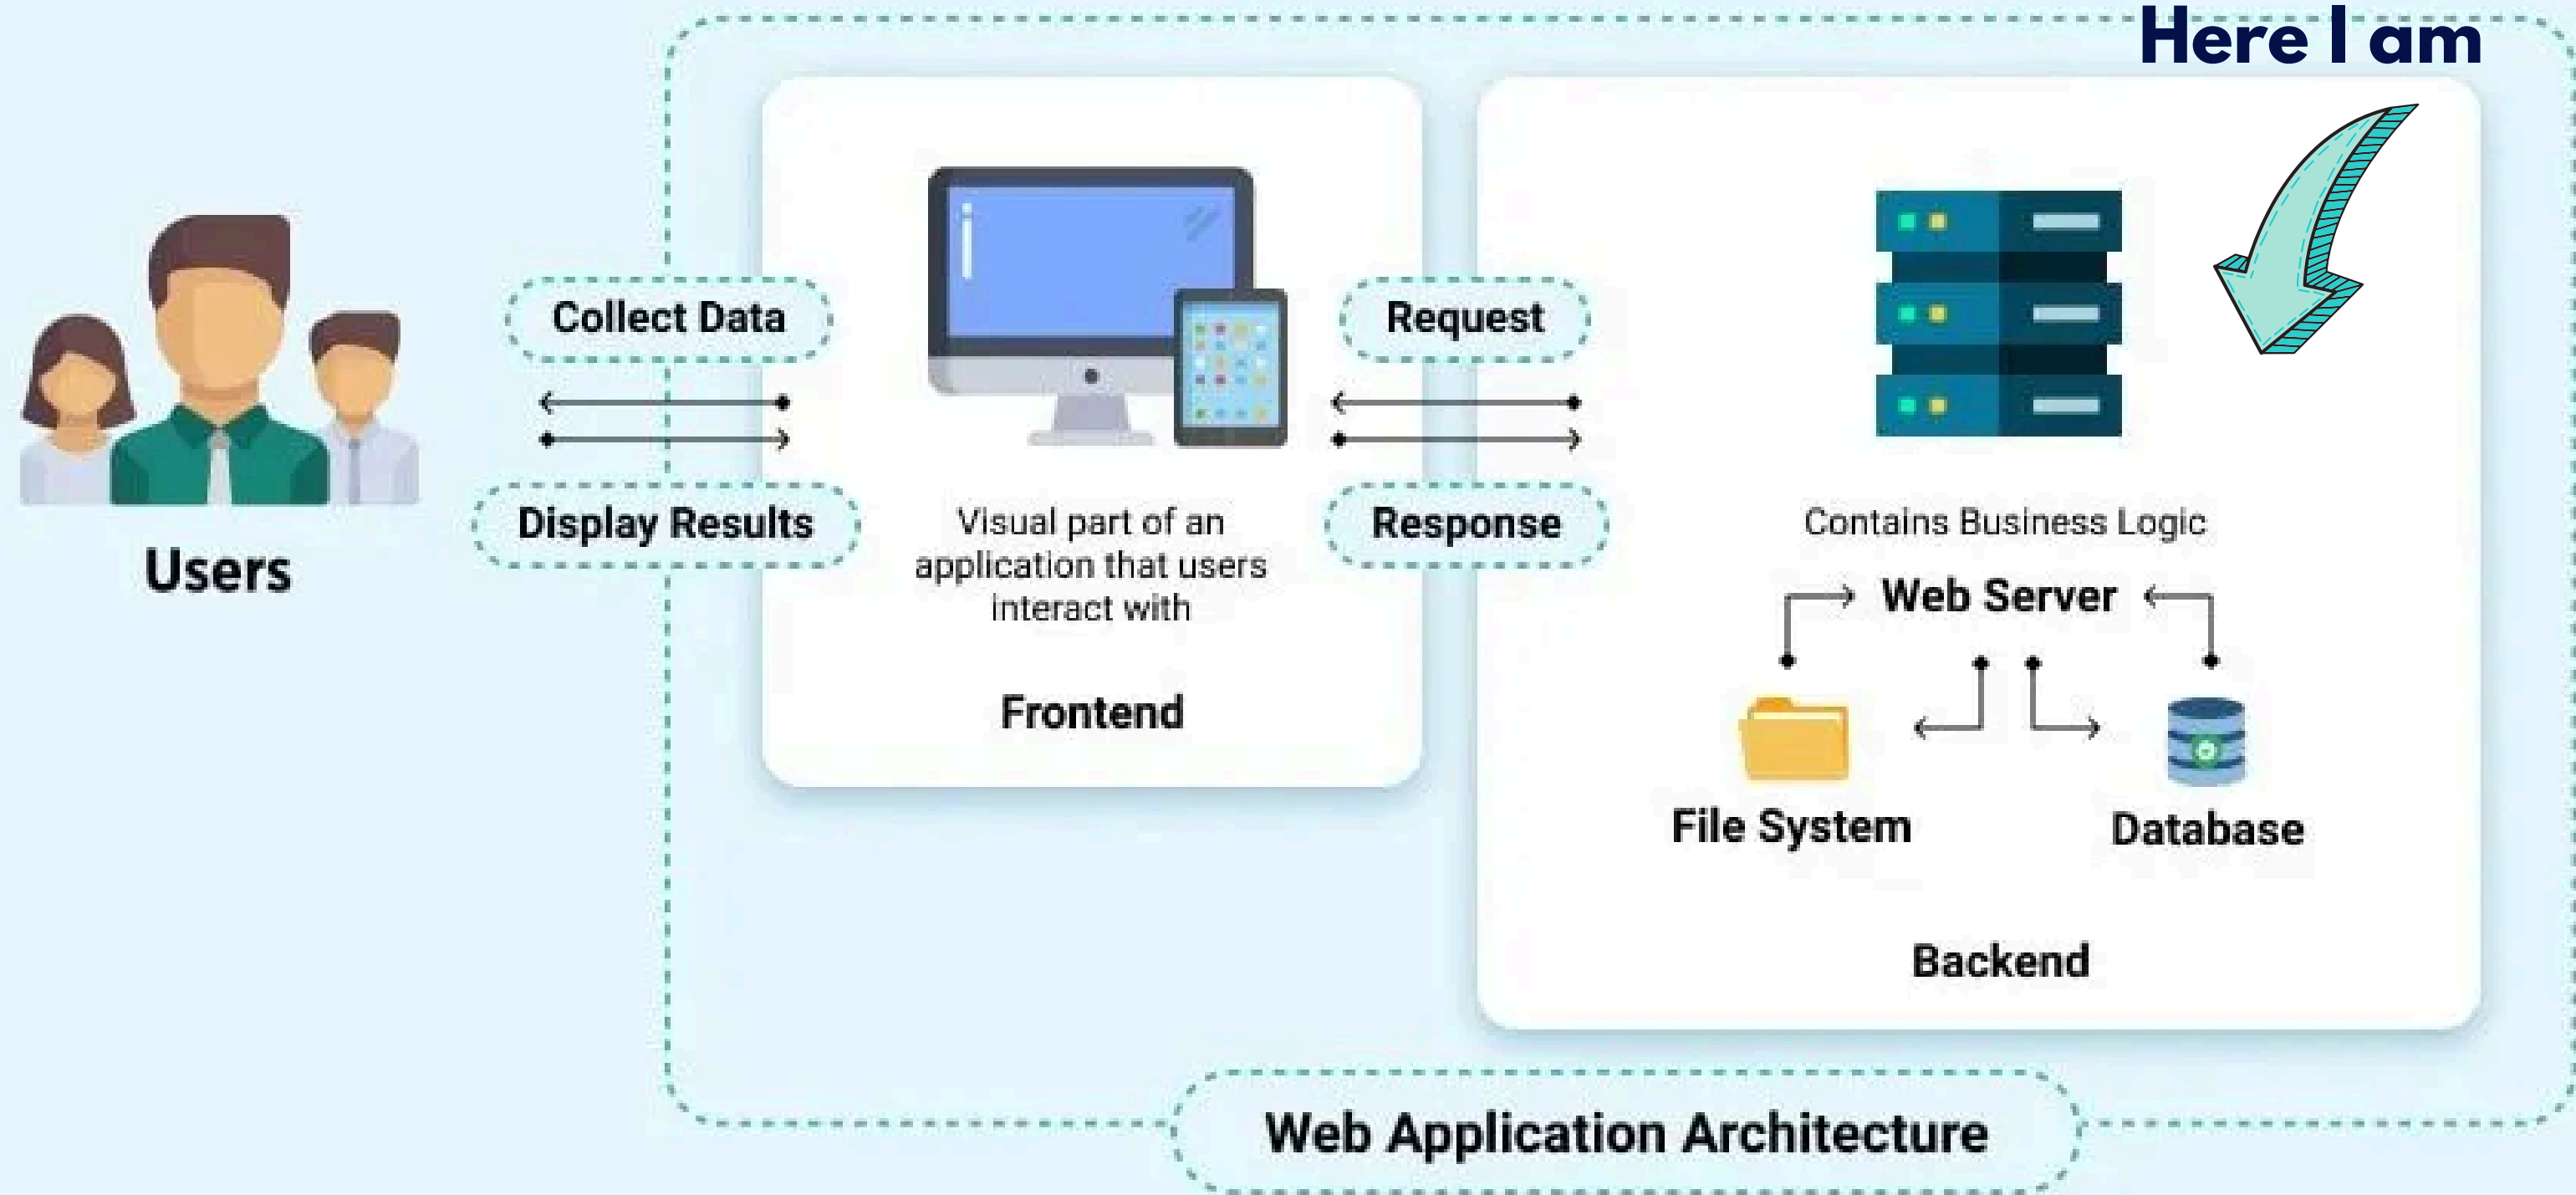 Here I am
Collect Data
Display Results
Users
Request
Response
Visual part of an
application that users
interact with
Frontend
Contains Business Logic
Web Server
File System
Database
Backend
Web Application Architecture